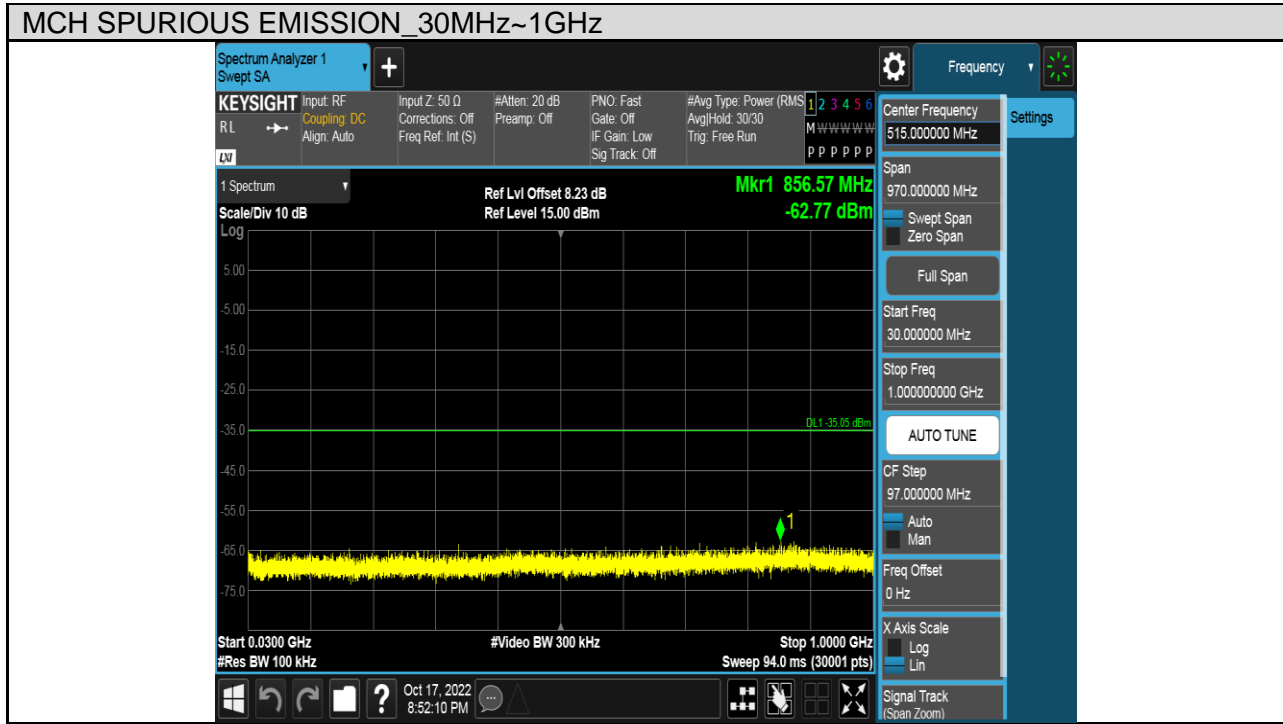 MCH SPURIOUS EMISSION_30MHz~1GHz
Spectrum Analyzer 1
Swept SA
+
Frequency
KEYSIGHT
RL
LXI
Input: RF
Coupling: DC
Align: Auto
Input Z: 50 Ω
Corrections: Off
Freq Ref: Int (S)
#Atten: 20 dB
Preamp: Off
PNO: Fast
Gate: Off
IF Gain: Low
Sig Track: Off
#Avg Type: Power (RMS
Avg|Hold: 30/30
Trig: Free Run
1 2 3 4 5 6
M W W W W W
P P P P P P
Center Frequency
515.000000 MHz
Settings
1 Spectrum
Scale/Div 10 dB
Log
Ref Lvl Offset 8.23 dB
Ref Level 15.00 dBm
Mkr1 856.57 MHz
-62.77 dBm
Span
970.000000 MHz
Swept Span
Zero Span
Full Span
Start Freq
30.000000 MHz
Stop Freq
1.000000000 GHz
AUTO TUNE
CF Step
97.000000 MHz
Auto
Man
Freq Offset
0 Hz
X Axis Scale
Log
Lin
Signal Track
(Span Zoom)
5.00
-5.00
-15.0
-25.0
-35.0
DL1 -35.05 dBm
-45.0
-55.0
1
-65.0
-75.0
Start 0.0300 GHz
#Video BW 300 kHz
Stop 1.0000 GHz
#Res BW 100 kHz
Sweep 94.0 ms (30001 pts)
?
Oct 17, 2022
8:52:10 PM